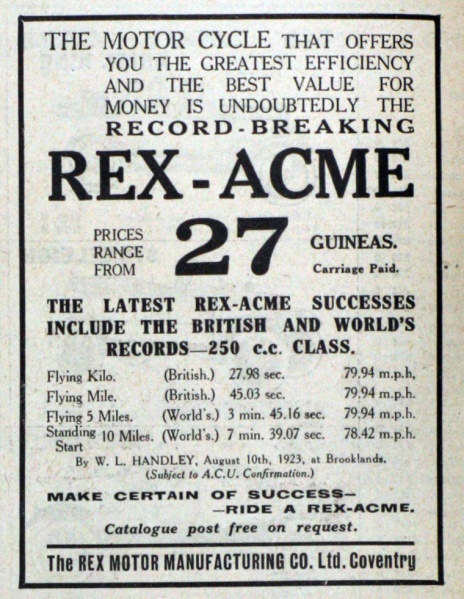 THE MOTOR CYCLE THAT OFFERS
YOU THE GREATEST EFFICIENCY
AND THE BEST VALUE FOR
MONEY IS UNDOUBTEDLY THE
RECORD-BREAKING
REX-ACME
PRICES
RANGE
FROM
27
GUINEAS.
Carriage Paid.
THE LATEST REX-ACME SUCCESSES
INCLUDE THE BRITISH AND WORLD'S
RECORDS—250 c.c. CLASS.
Flying Kilo. (British.) 27.98 sec. 79.94 m.p.h.
Flying Mile. (British.) 45.03 sec. 79.94 m.p.h.
Flying 5 Miles. (World's.) 3 min. 45.16 sec. 79.94 m.p.h.
Standing Start 10 Miles. (World's.) 7 min. 39.07 sec. 78.42 m.p.h.
By W. L. HANDLEY, August 10th, 1923, at Brooklands.
(Subject to A.C.U. Confirmation.)
MAKE CERTAIN OF SUCCESS—
—RIDE A REX-ACME.
Catalogue post free on request.
The REX MOTOR MANUFACTURING CO. Ltd. Coventry